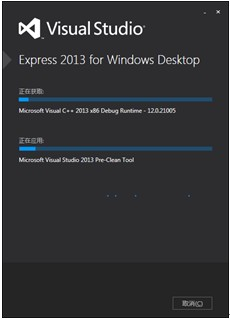 Visual Studio
Express 2013 for Windows Desktop
正在获取:
Microsoft Visual C++ 2013 x86 Debug Runtime - 12.0.21005
正在应用:
Microsoft Visual Studio 2013 Pre-Clean Tool
取消(C)